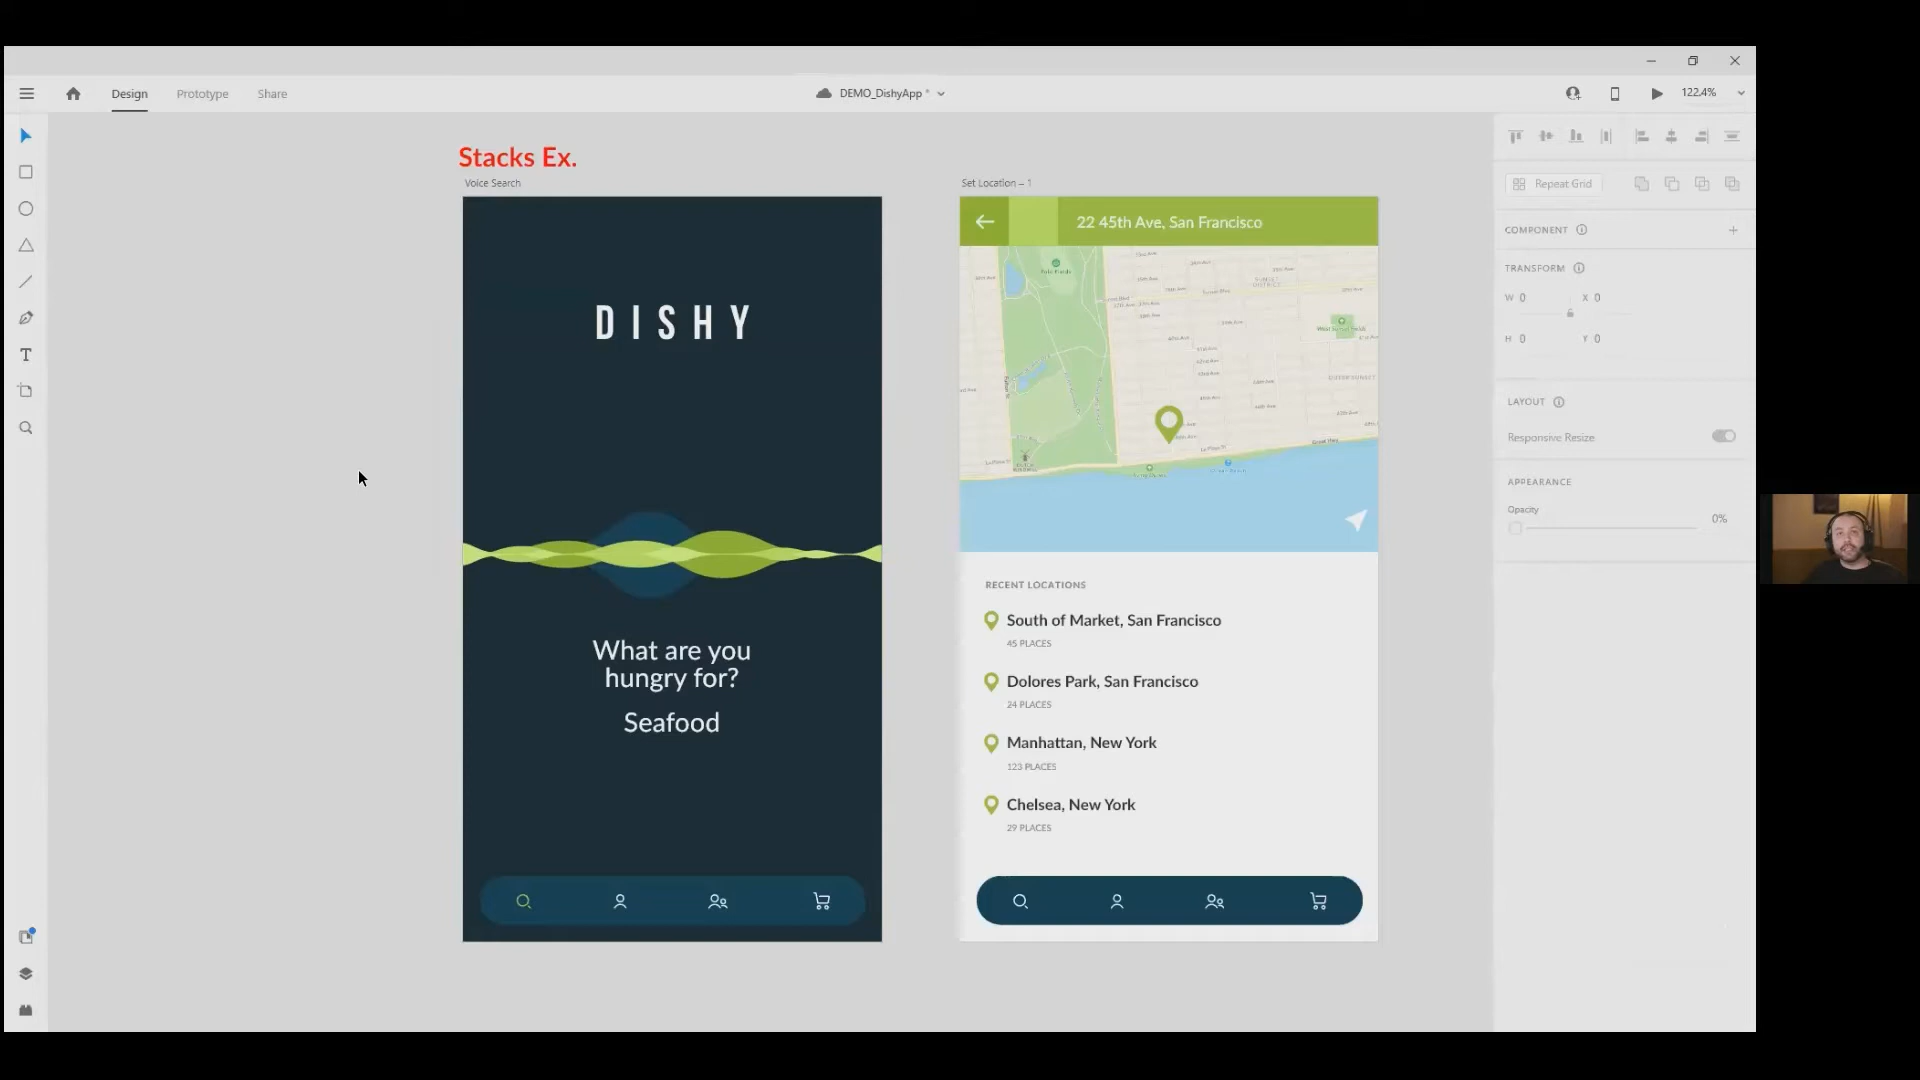 Design
Prototype
Share
DEMO_DishyApp *
122.4%
Stacks Ex.
Voice Search
DISHY
What are you
hungry for?
Seafood
Set Location – 1
22 45th Ave, San Francisco
RECENT LOCATIONS
South of Market, San Francisco
45 PLACES
Dolores Park, San Francisco
24 PLACES
Manhattan, New York
123 PLACES
Chelsea, New York
29 PLACES
Repeat Grid
COMPONENT
TRANSFORM
W 0
X 0
H 0
Y 0
LAYOUT
Responsive Resize
APPEARANCE
Opacity
0%